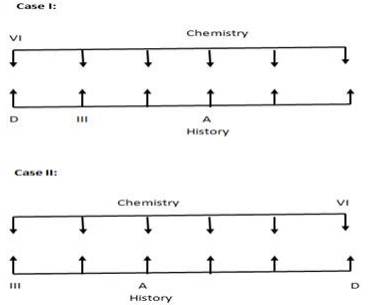 Case I:
VI Chemistry
D III A
History
Case II:
Chemistry VI
III A D
History